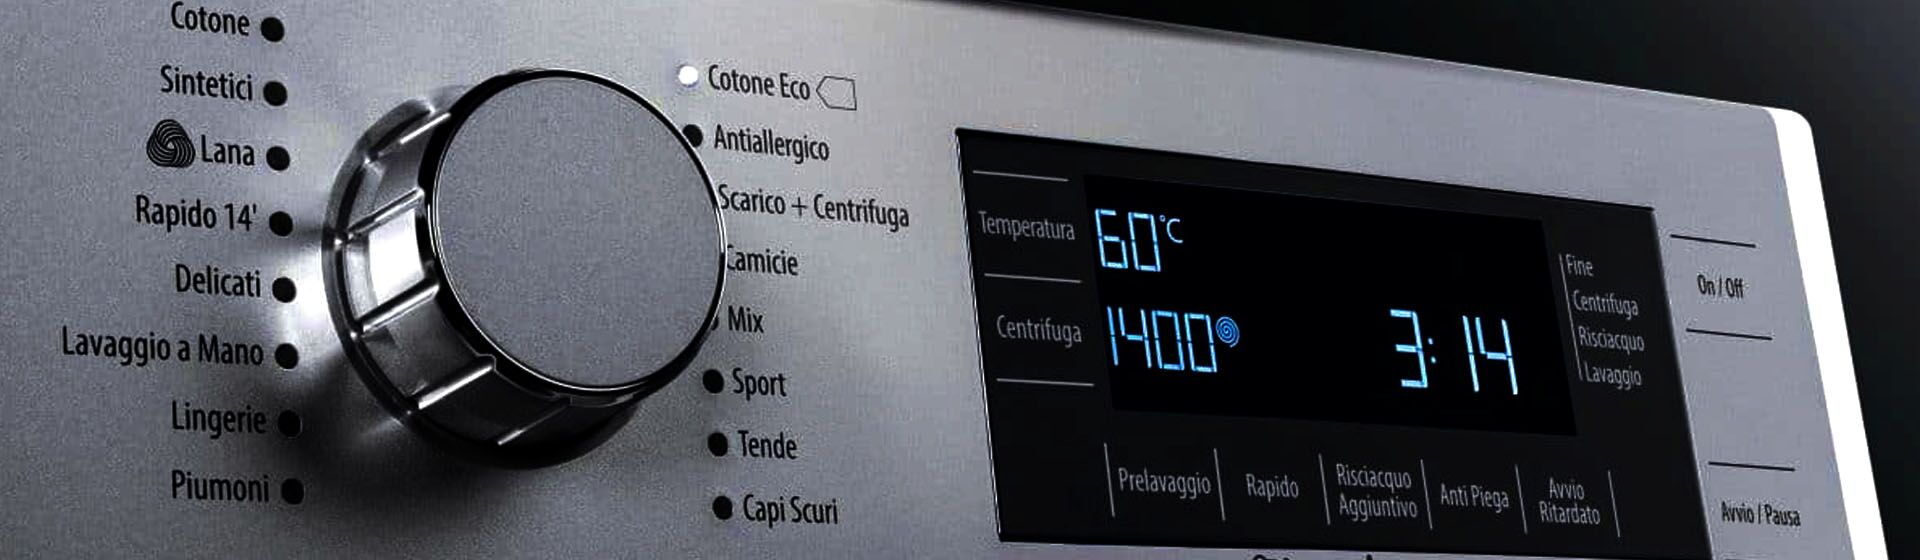 Cotone
Sintetici
Lana
Rapido 14'
Delicati
Lavaggio a Mano
Lingerie
Piumoni
Cotone Eco
Antiallergico
Scarico + Centrifuga
Camicie
Mix
Sport
Tende
Capi Scuri
Temperatura
60°C
Centrifuga
1400
3:14
Fine
Centrifuga
Risciacquo
Lavaggio
Prelavaggio
Rapido
Risciacquo
Aggiuntivo
Anti Piega
Avvio
Ritardato
On / Off
Avvio / Pausa